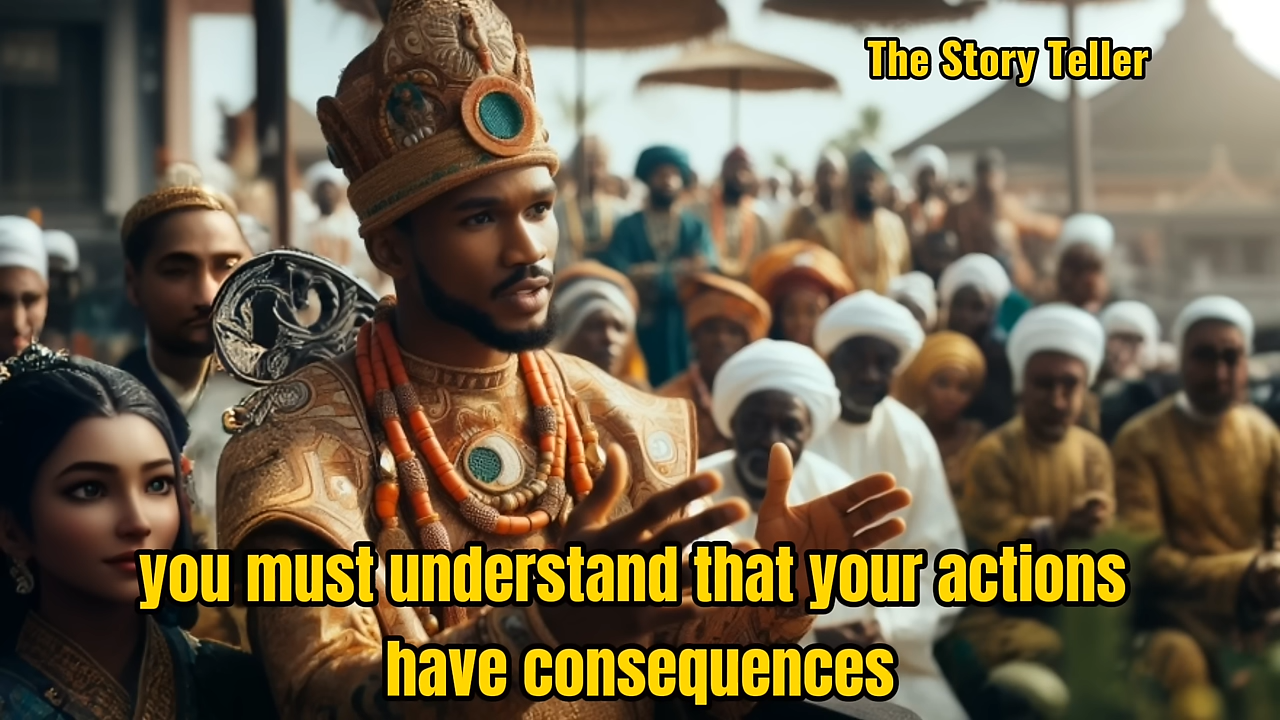 The Story Teller
you must understand that your actions
have consequences